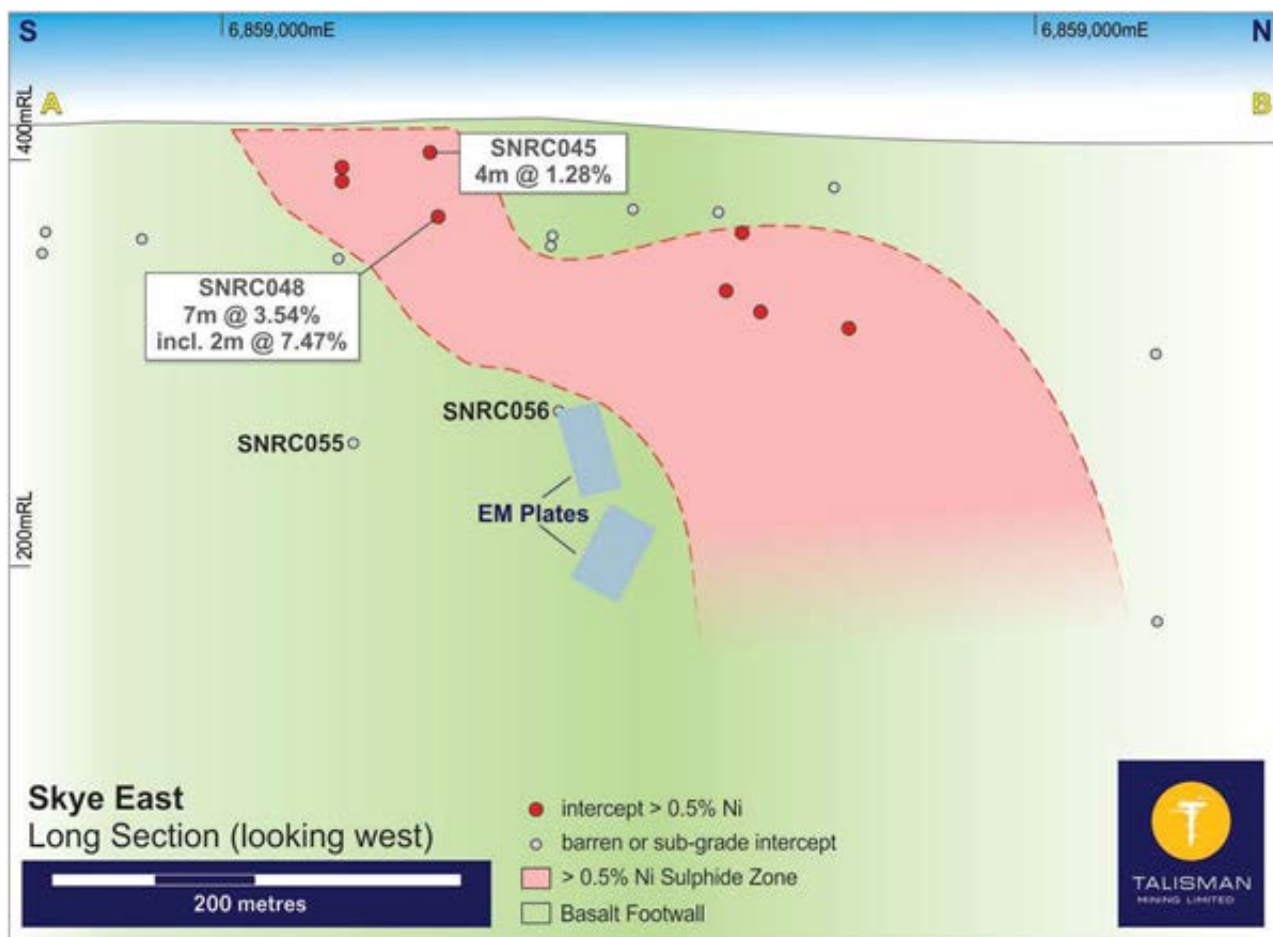 S
6,859,000mE
6,859,000mE
N
A
B
400mRL
SNRC045
4m @ 1.28%
SNRC048
7m @ 3.54%
incl. 2m @ 7.47%
SNRC056
SNRC055
EM Plates
200mRL
Skye East
Long Section (looking west)
200 metres
intercept > 0.5% Ni
barren or sub-grade intercept
> 0.5% Ni Sulphide Zone
Basalt Footwall
TALISMAN
MINING LIMITED